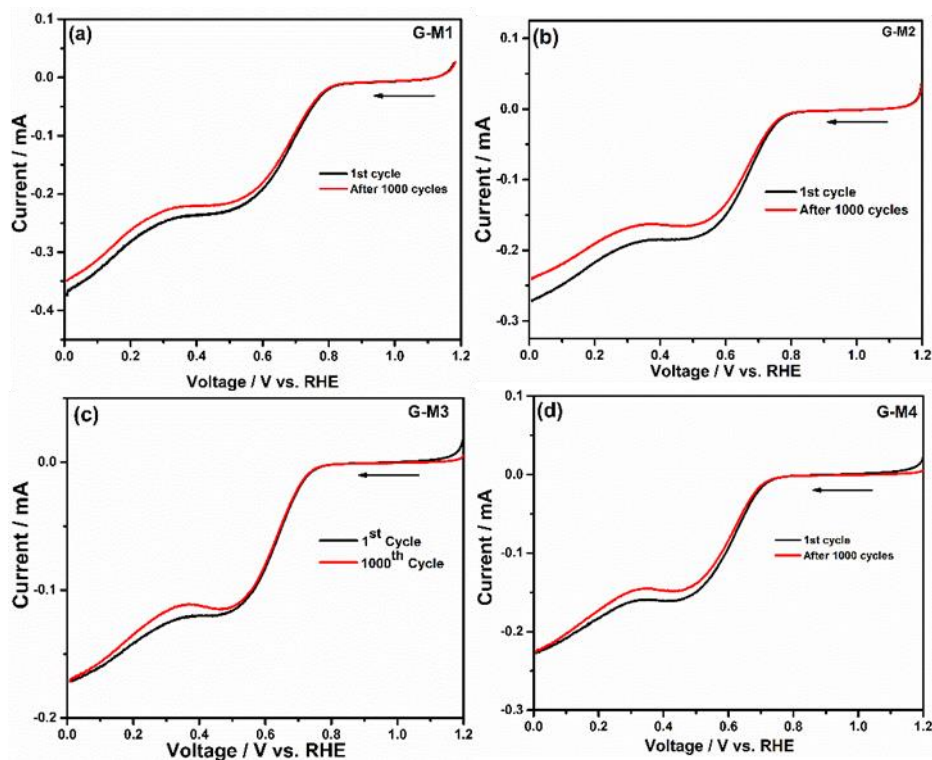 (a)
G-M1
0.1
0.0
-0.1
-0.2
-0.3
-0.4
Current / mA
1st cycle
After 1000 cycles
0.0 0.2 0.4 0.6 0.8 1.0 1.2
Voltage / V vs. RHE
(b)
G-M2
0.1
0.0
-0.1
-0.2
-0.3
Current / mA
1st cycle
After 1000 cycles
0.0 0.2 0.4 0.6 0.8 1.0 1.2
Voltage / V vs. RHE
(c)
G-M3
0.0
-0.1
-0.2
Current / mA
1st Cycle
1000th Cycle
0.0 0.2 0.4 0.6 0.8 1.0 1.2
Voltage / V vs. RHE
(d)
G-M4
0.1
0.0
-0.1
-0.2
-0.3
Current / mA
1st cycle
After 1000 cycles
0.0 0.2 0.4 0.6 0.8 1.0 1.2
Voltage / V vs. RHE